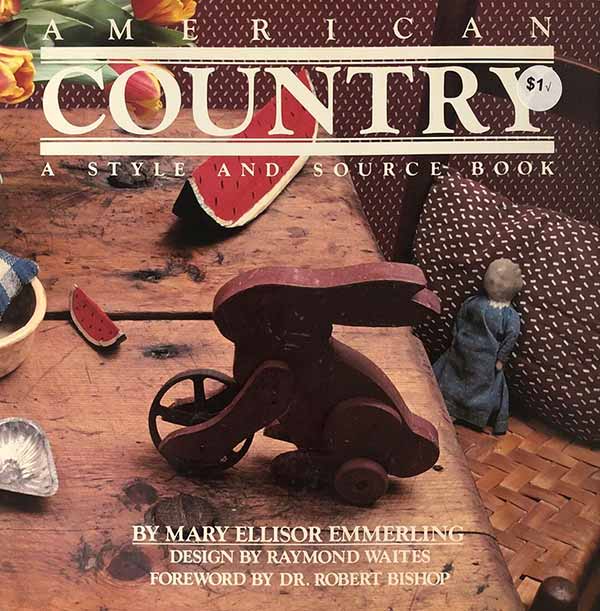 AMERICAN
COUNTRY
$1√
A STYLE AND SOURCE BOOK
BY MARY ELLISOR EMMERLING
DESIGN BY RAYMOND WAITES
FOREWORD BY DR. ROBERT BISHOP